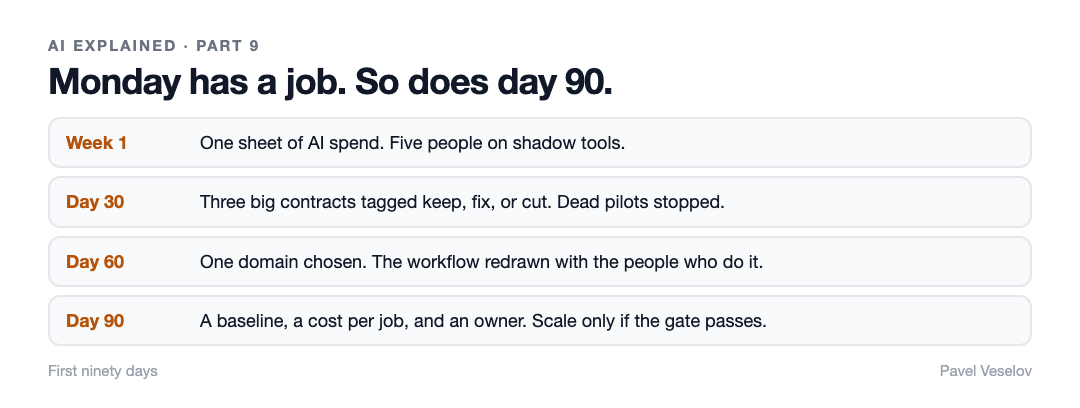 AI EXPLAINED · PART 9
Monday has a job. So does day 90.
Week 1 One sheet of AI spend. Five people on shadow tools.
Day 30 Three big contracts tagged keep, fix, or cut. Dead pilots stopped.
Day 60 One domain chosen. The workflow redrawn with the people who do it.
Day 90 A baseline, a cost per job, and an owner. Scale only if the gate passes.
First ninety days Pavel Veselov